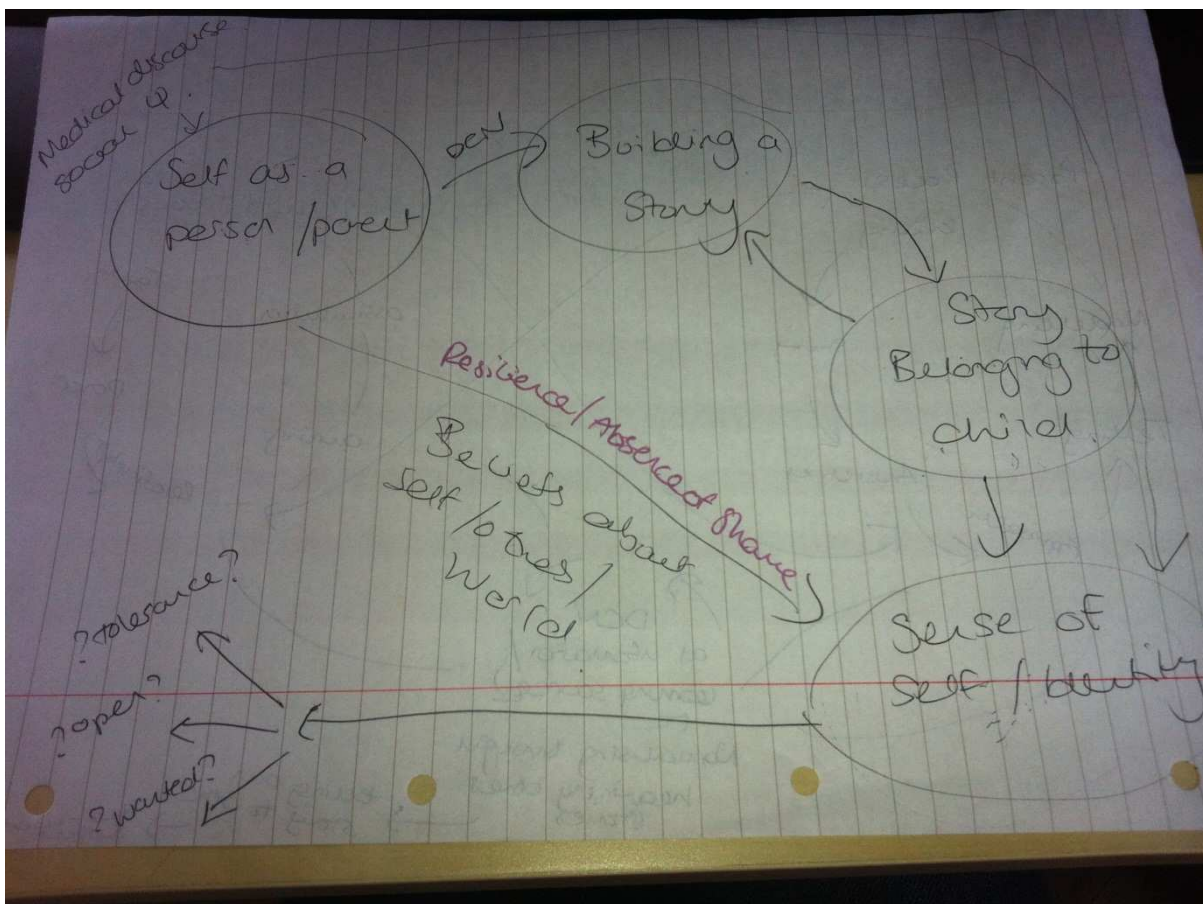 Medical discourse
social
Self as a
person / parent
DCN
Building a
Story
Story
Belonging to
child.
Resilience / Absence of Shame
Beliefs about
Self / others /
World
Sense of
Self / Identity
? tolerance?
? open?
? wanted?